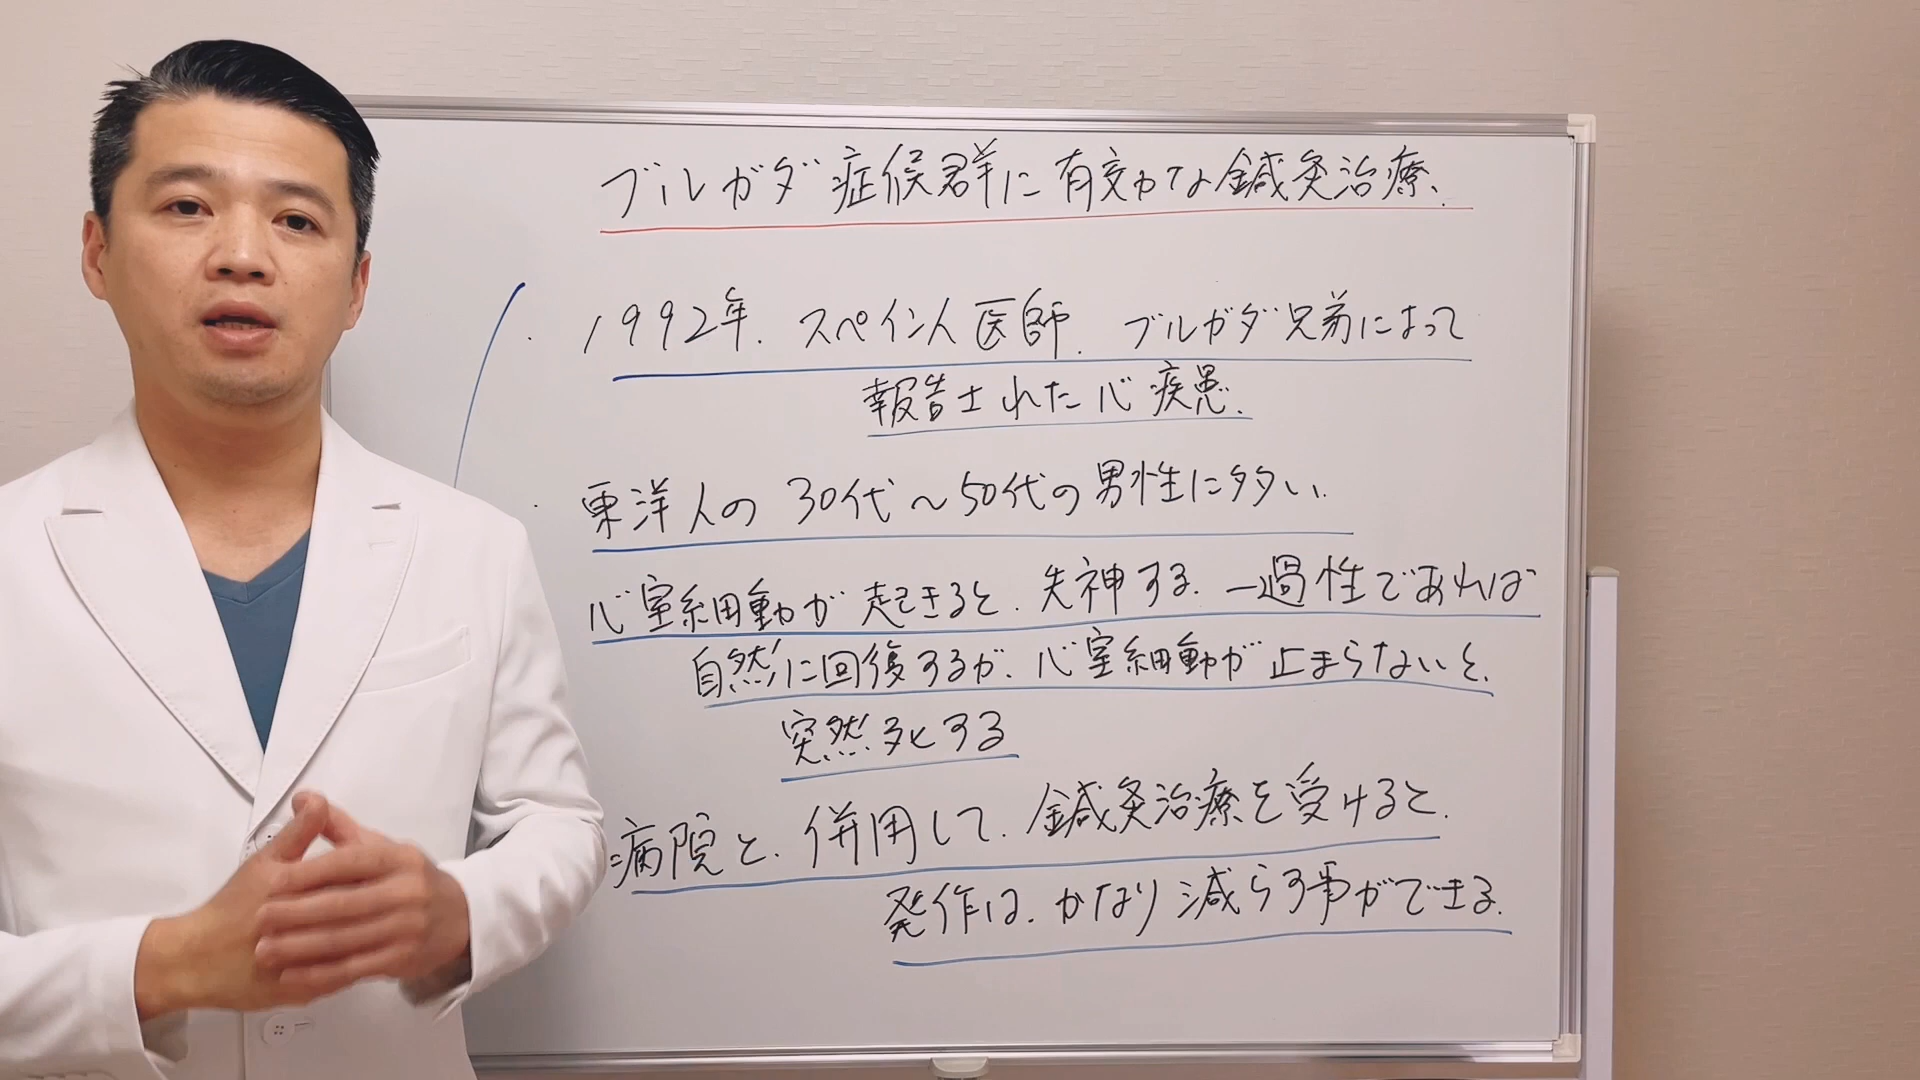 ブルガダ症候群に有効な鍼灸治療、
・1992年、スペイン人医師、ブルガダ兄弟によって
報告された心疾患、
・東洋人の30代～50代の男性に多い、
心室細動が起きると、失神する、一過性であれば
自然に回復するが、心室細動が止まらないと、
突然死する
病院と、併用して、鍼灸治療を受けると、
発作は、かなり減らす事ができる、